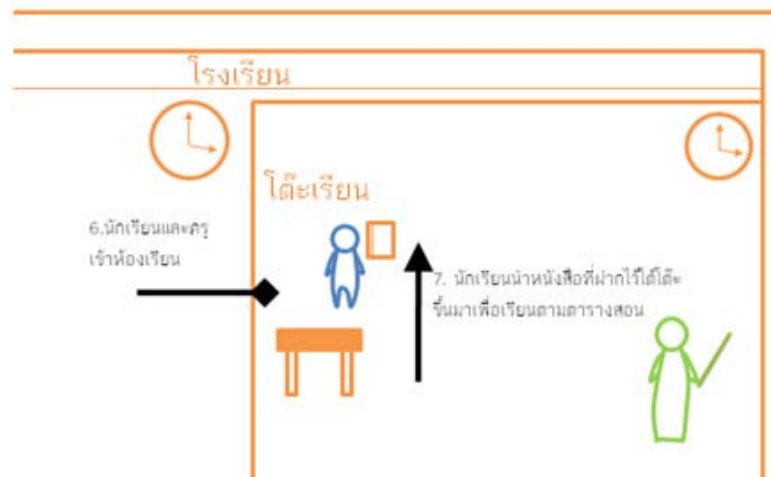 โรงเรียน
โต๊ะเรียน
6.นักเรียนและครู
เข้าห้องเรียน
7. นักเรียนนำหนังสือที่ฝากไว้ใต้โต๊ะ
ขึ้นมาเพื่อเรียนตามตารางสอน